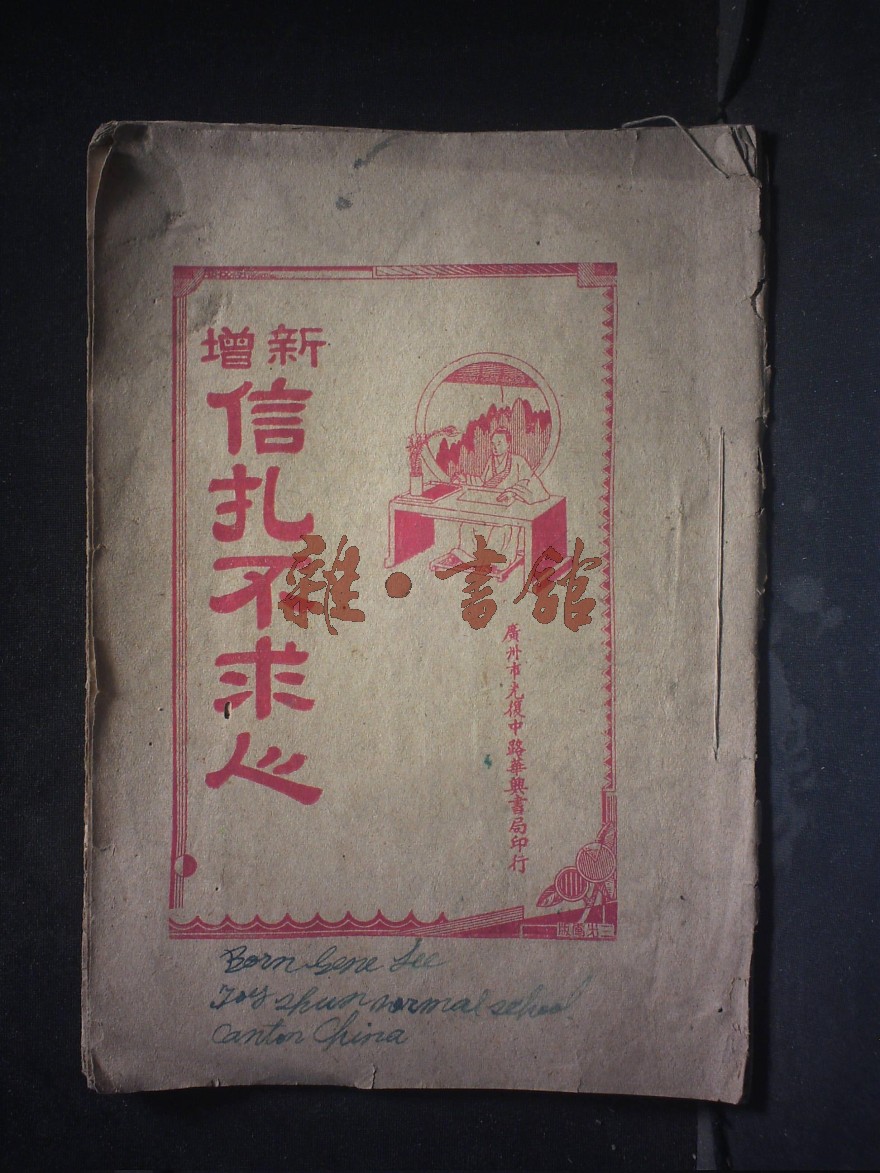 新增
信扎不求人
廣州市光復中路華興書局印行
雜·書館
Born Gene Lee
Toy Shun normal school
Canton China